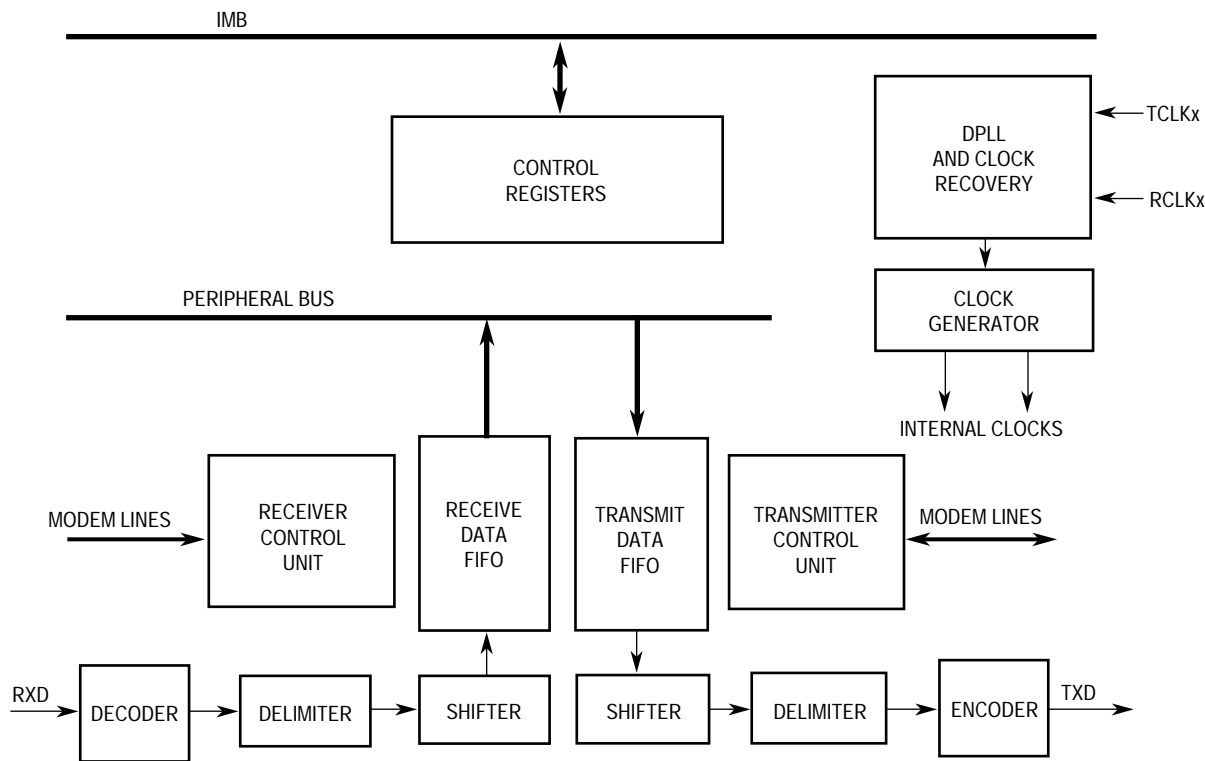 IMB
CONTROL
REGISTERS
DPLL
AND CLOCK
RECOVERY
TCLKx
RCLKx
CLOCK
GENERATOR
INTERNAL CLOCKS
PERIPHERAL BUS
MODEM LINES
RECEIVER
CONTROL
UNIT
RECEIVE
DATA
FIFO
TRANSMIT
DATA
FIFO
TRANSMITTER
CONTROL
UNIT
MODEM LINES
RXD
DECODER
DELIMITER
SHIFTER
SHIFTER
DELIMITER
ENCODER
TXD